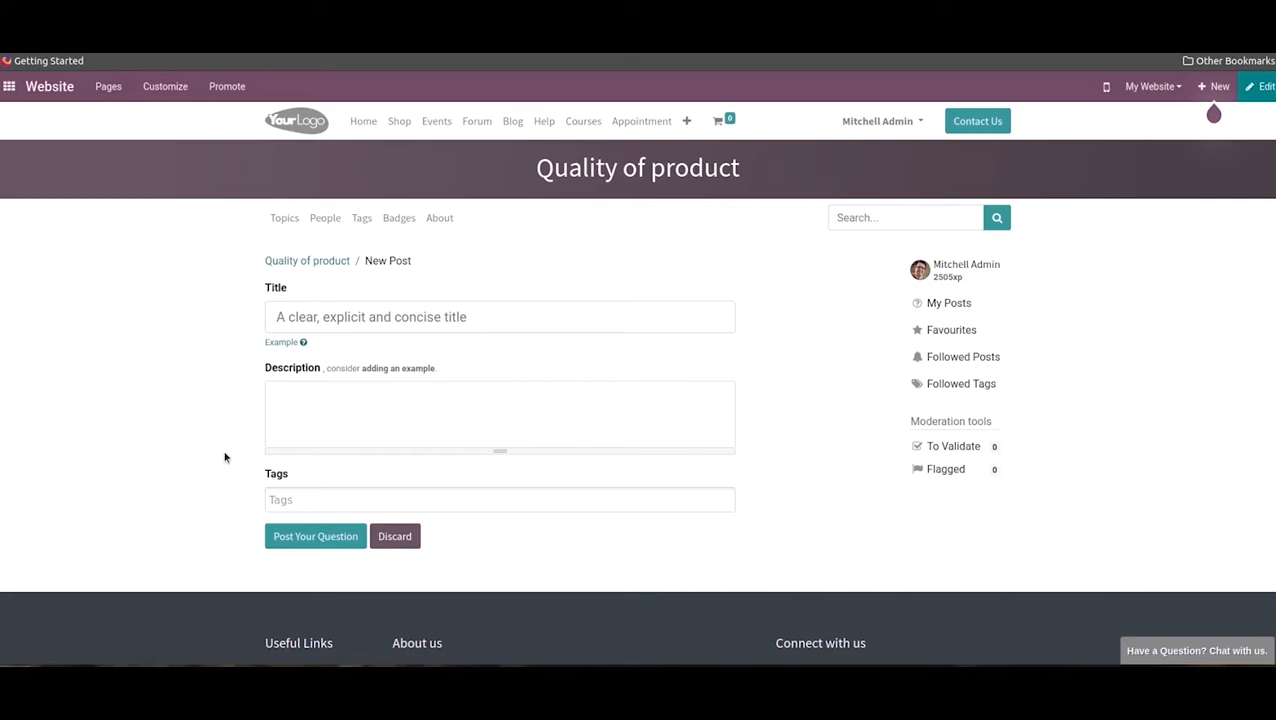 Getting Started Other Bookmarks
Website Pages Customize Promote My Website New Edit
YourLogo Home Shop Events Forum Blog Help Courses Appointment 0 Mitchell Admin Contact Us
Quality of product
Topics People Tags Badges About Search...
Quality of product / New Post
Mitchell Admin
2505xp
Title
My Posts
A clear, explicit and concise title
Favourites
Example
Followed Posts
Description , consider adding an example.
Followed Tags
Moderation tools
To Validate 0
Flagged 0
Tags
Tags
Post Your Question Discard
Useful Links About us Connect with us
Have a Question? Chat with us.